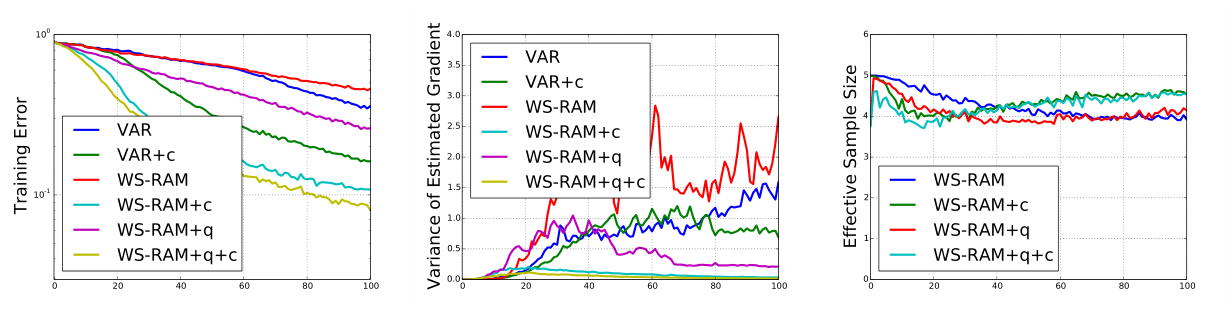 Training Error
10⁰
10⁻¹
VAR
VAR+c
WS-RAM
WS-RAM+c
WS-RAM+q
WS-RAM+q+c
0 20 40 60 80 100
Variance of Estimated Gradient
4.0
3.5
3.0
2.5
2.0
1.5
1.0
0.5
0.0
VAR
VAR+c
WS-RAM
WS-RAM+c
WS-RAM+q
WS-RAM+q+c
0 20 40 60 80 100
Effective Sample Size
6
5
4
3
2
1
0
WS-RAM
WS-RAM+c
WS-RAM+q
WS-RAM+q+c
0 20 40 60 80 100